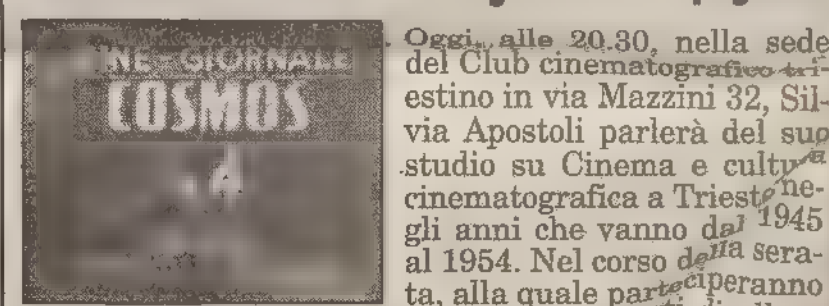 CINE-GIORNALE
COSMOS
Oggi, alle 20.30, nella sede
del Club cinematografico tri-
estino in via Mazzini 32, Sil-
via Apostoli parlerà del suo
studio su Cinema e cultura
cinematografica a Trieste ne-
gli anni che vanno dal 1945
al 1954. Nel corso della sera-
ta, alla quale parteciperanno